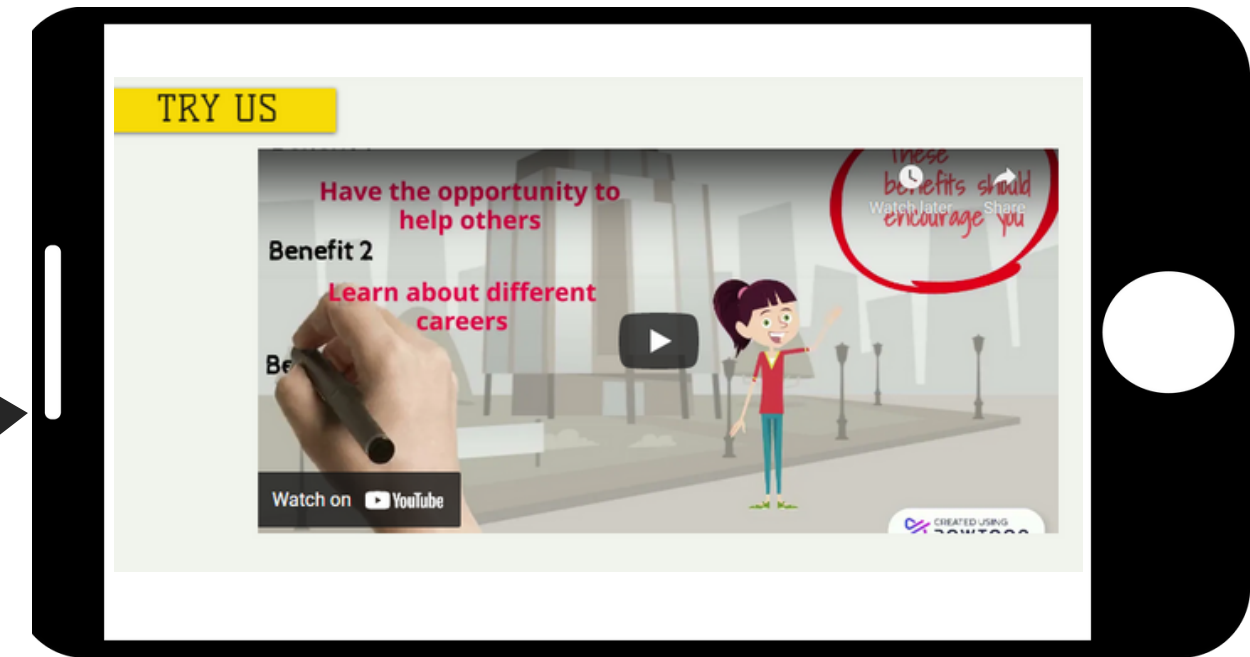 TRY US
Have the opportunity to
help others
Benefit 2
Learn about different
careers
Be
These
benefits should
encourage you
Watch later
Share
Watch on YouTube
CREATED USING